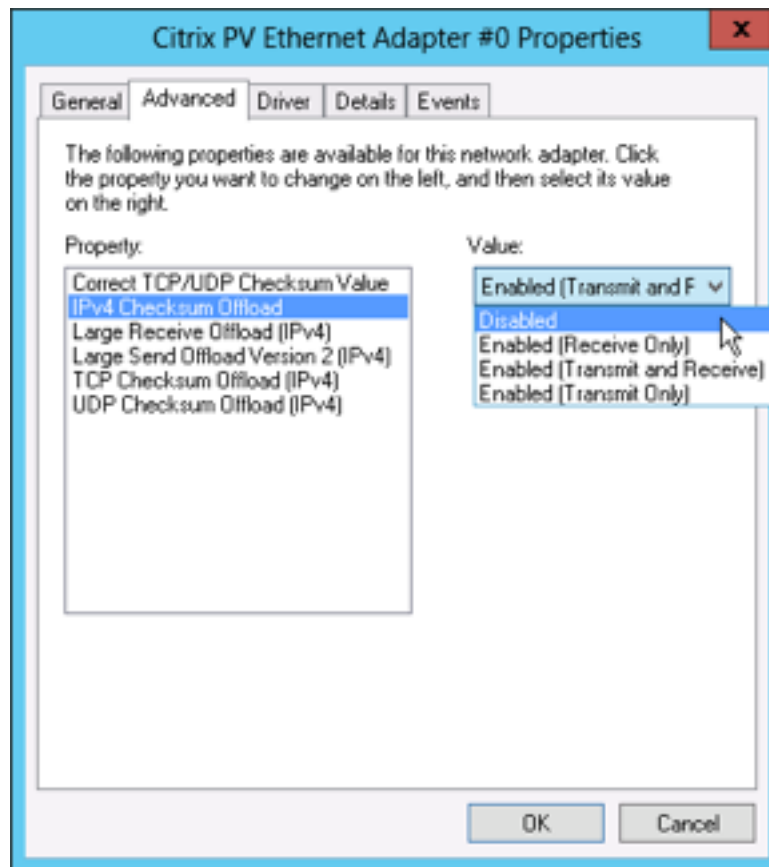 Citrix PV Ethernet Adapter #0 Properties
x
General Advanced Driver Details Events
The following properties are available for this network adapter. Click
the property you want to change on the left, and then select its value
on the right.
Property:
Value:
Correct TCP/UDP Checksum Value
IPv4 Checksum Offload
Large Receive Offload (IPv4)
Large Send Offload Version 2 (IPv4)
TCP Checksum Offload (IPv4)
UDP Checksum Offload (IPv4)
Enabled (Transmit and F
Disabled
Enabled (Receive Only)
Enabled (Transmit and Receive)
Enabled (Transmit Only)
OK
Cancel